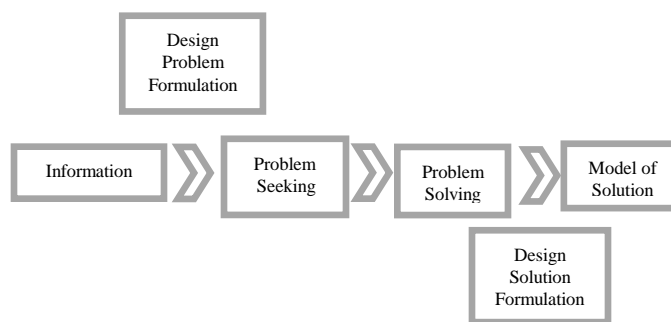 Design
Problem
Formulation
Information
Problem
Seeking
Problem
Solving
Model of
Solution
Design
Solution
Formulation